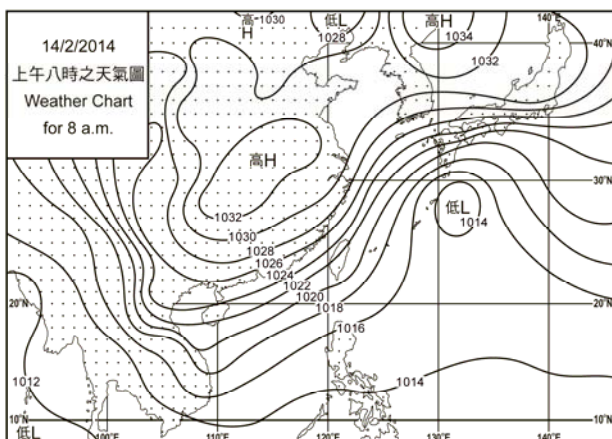 14/2/2014
上午八時之天氣圖
Weather Chart
for 8 a.m.
高 1030
H
低L
1028
高H
1034
140°E
40°N
1032
高H
30°N
1032
低L
1014
1030
1028
1026
1024
1022
1020
1018
20°N
20°N
1016
1012
1014
10°N
低L
100°E
110°E
120°E
130°E
140°E
10°N